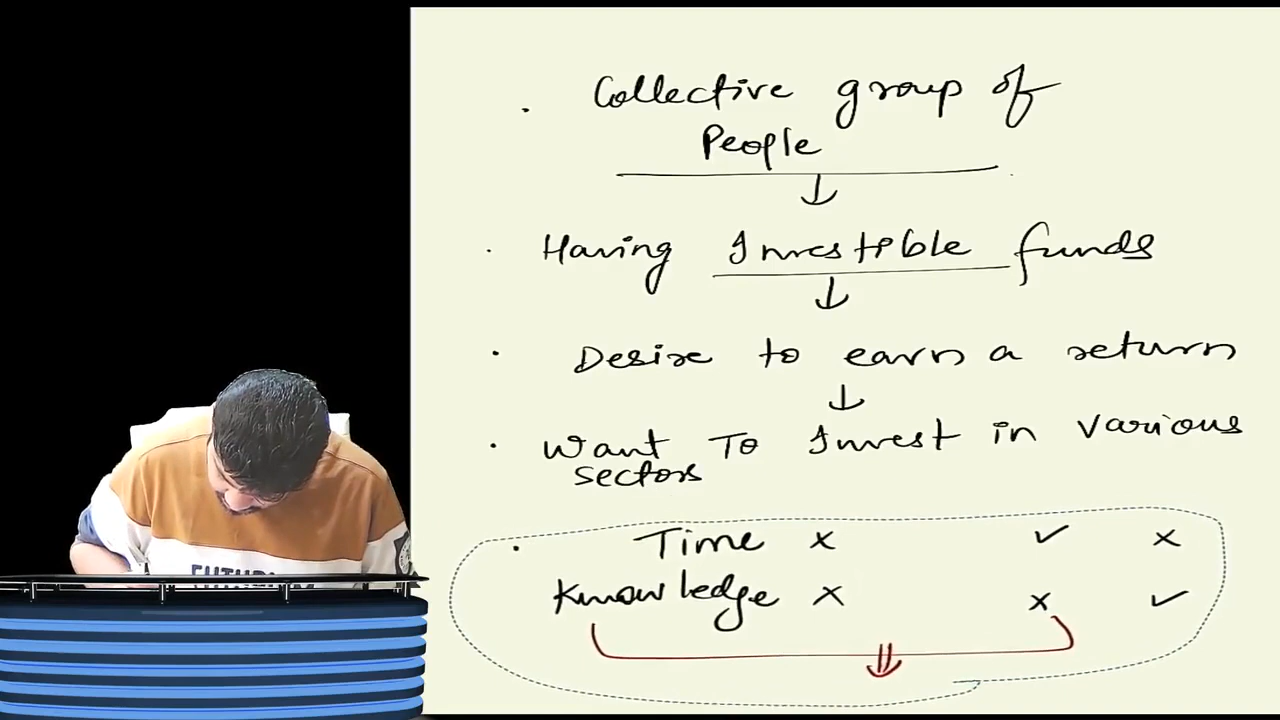 . Collective group of
People
↓
. Having Investible funds
↓
. Desire to earn a return
↓
. Want To Invest in various
sectors
. Time × ✓ ×
Knowledge × × ✓
⇓